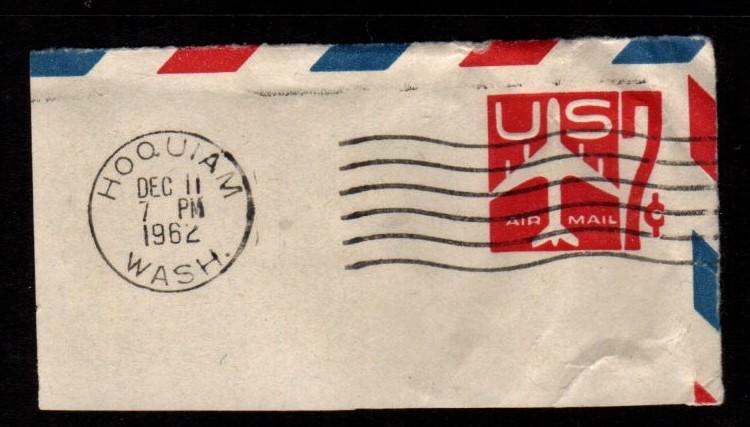 HOQUIAM
DEC 11
7 PM
1962
WASH.
US 7¢
AIR MAIL